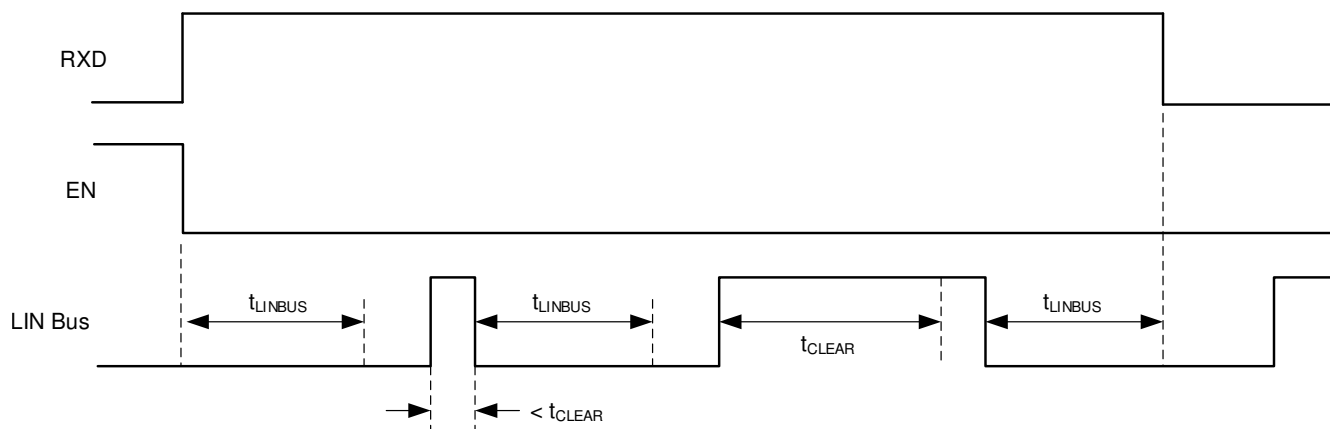 RXD
EN
LIN Bus
tLINBUS
tLINBUS
tCLEAR
tLINBUS
< tCLEAR